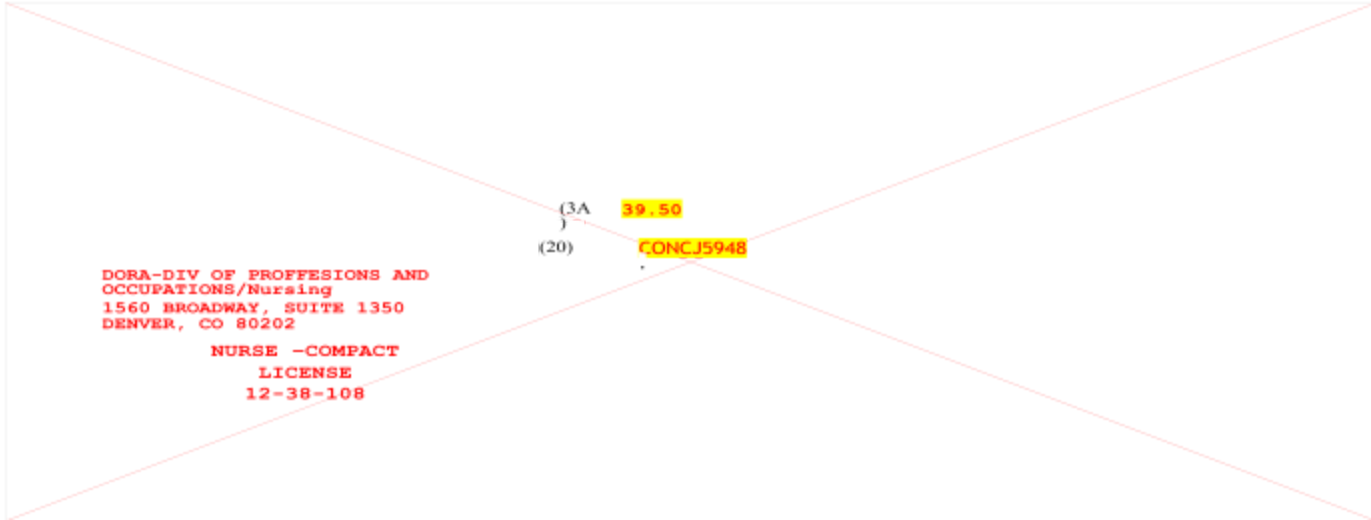 (3A
) 39.50
(20) CONCJ5948
.
DORA-DIV OF PROFFESIONS AND
OCCUPATIONS/Nursing
1560 BROADWAY, SUITE 1350
DENVER, CO 80202
NURSE –COMPACT
LICENSE
12-38-108